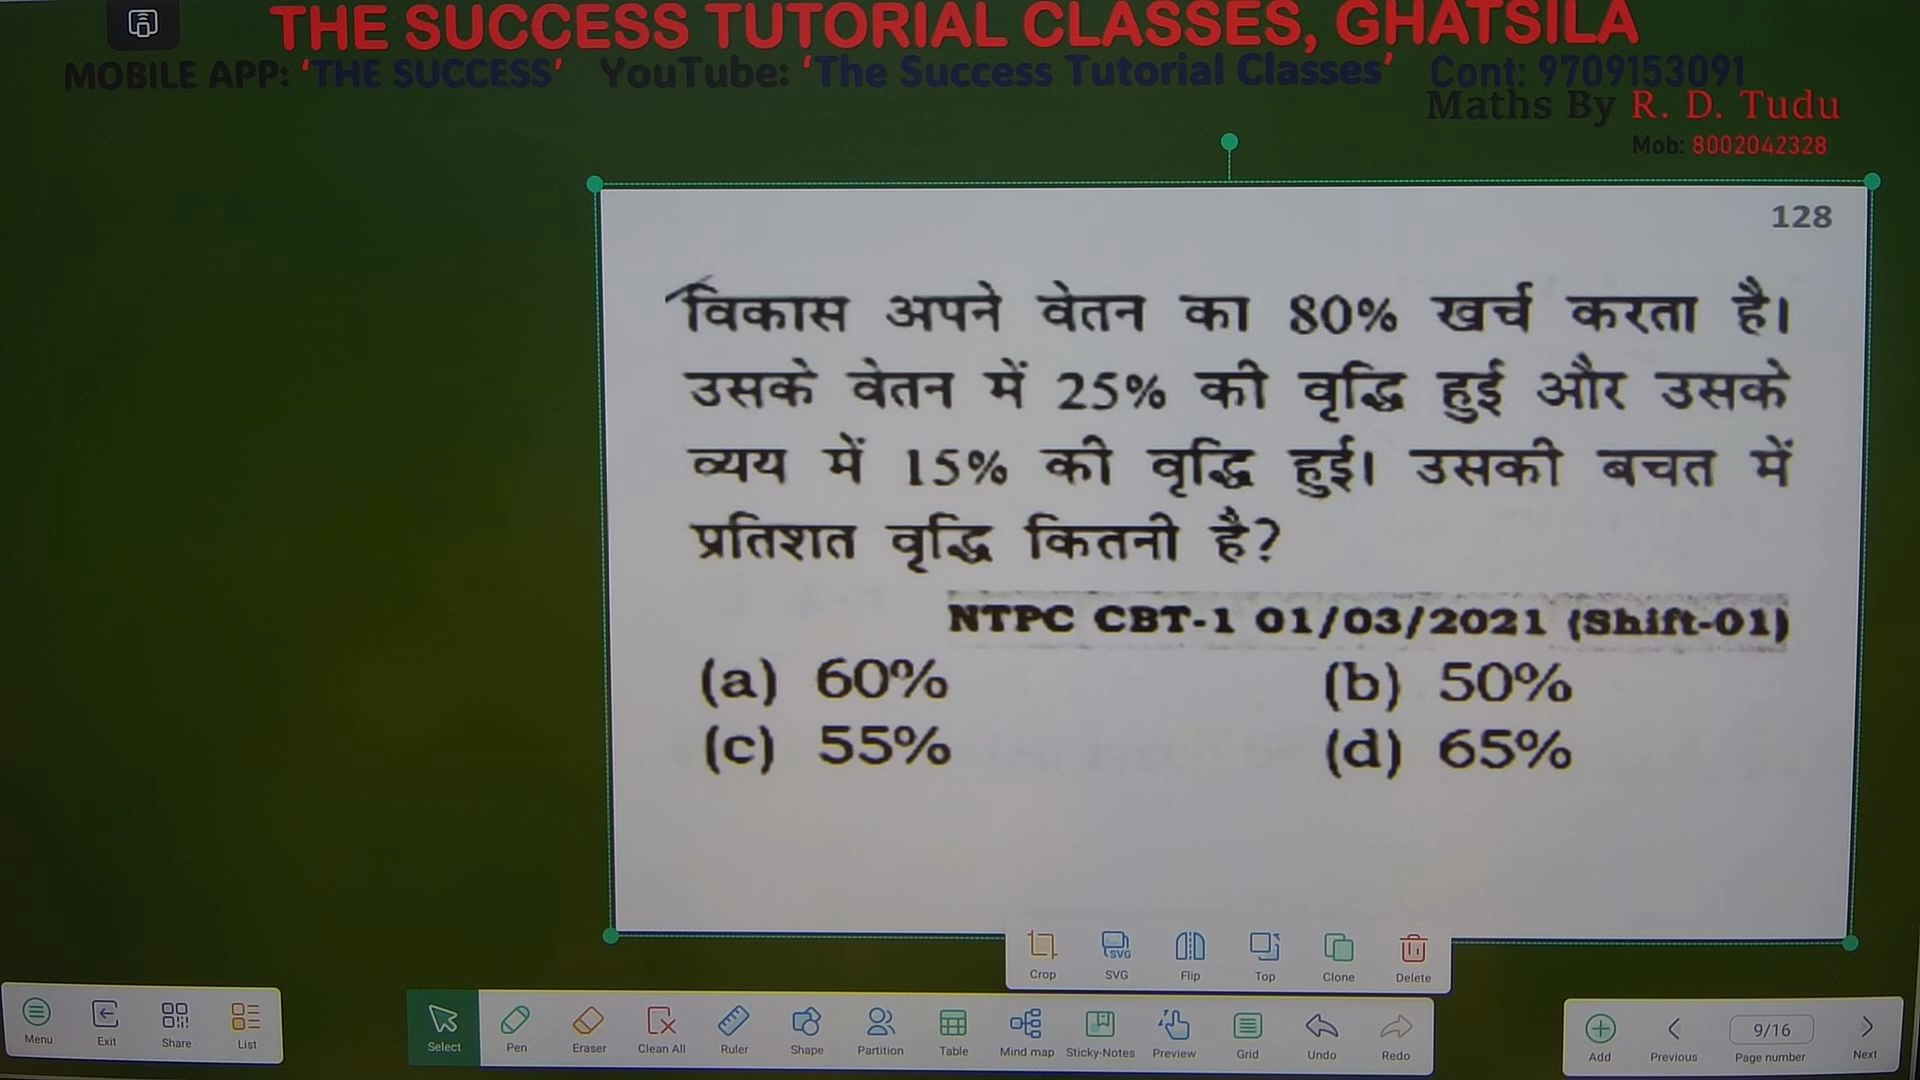 THE SUCCESS TUTORIAL CLASSES, GHATSILA
MOBILE APP: ‘THE SUCCESS’ YouTube: ‘The Success Tutorial Classes’ Cont: 9709153091
Maths By R. D. Tudu
Mob: 8002042328
128
विकास अपने वेतन का 80% खर्च करता है।
उसके वेतन में 25% की वृद्धि हुई और उसके
व्यय में 15% की वृद्धि हुई। उसकी बचत में
प्रतिशत वृद्धि कितनी है?
NTPC CBT-1 01/03/2021 (Shift-01)
(a) 60% (b) 50%
(c) 55% (d) 65%
Crop SVG Flip Top Clone Delete
Menu Exit Share List Select Pen Eraser Clean All Ruler Shape Partition Table Mind map Sticky-Notes Preview Grid Undo Redo Add Previous 9/16 Page number Next